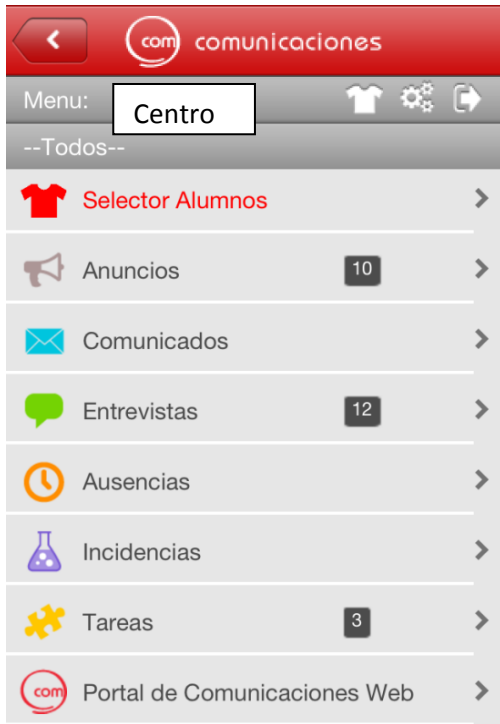 com comunicaciones
Menu: Centro
--Todos--
Selector Alumnos
Anuncios 10
Comunicados
Entrevistas 12
Ausencias
Incidencias
Tareas 3
com Portal de Comunicaciones Web